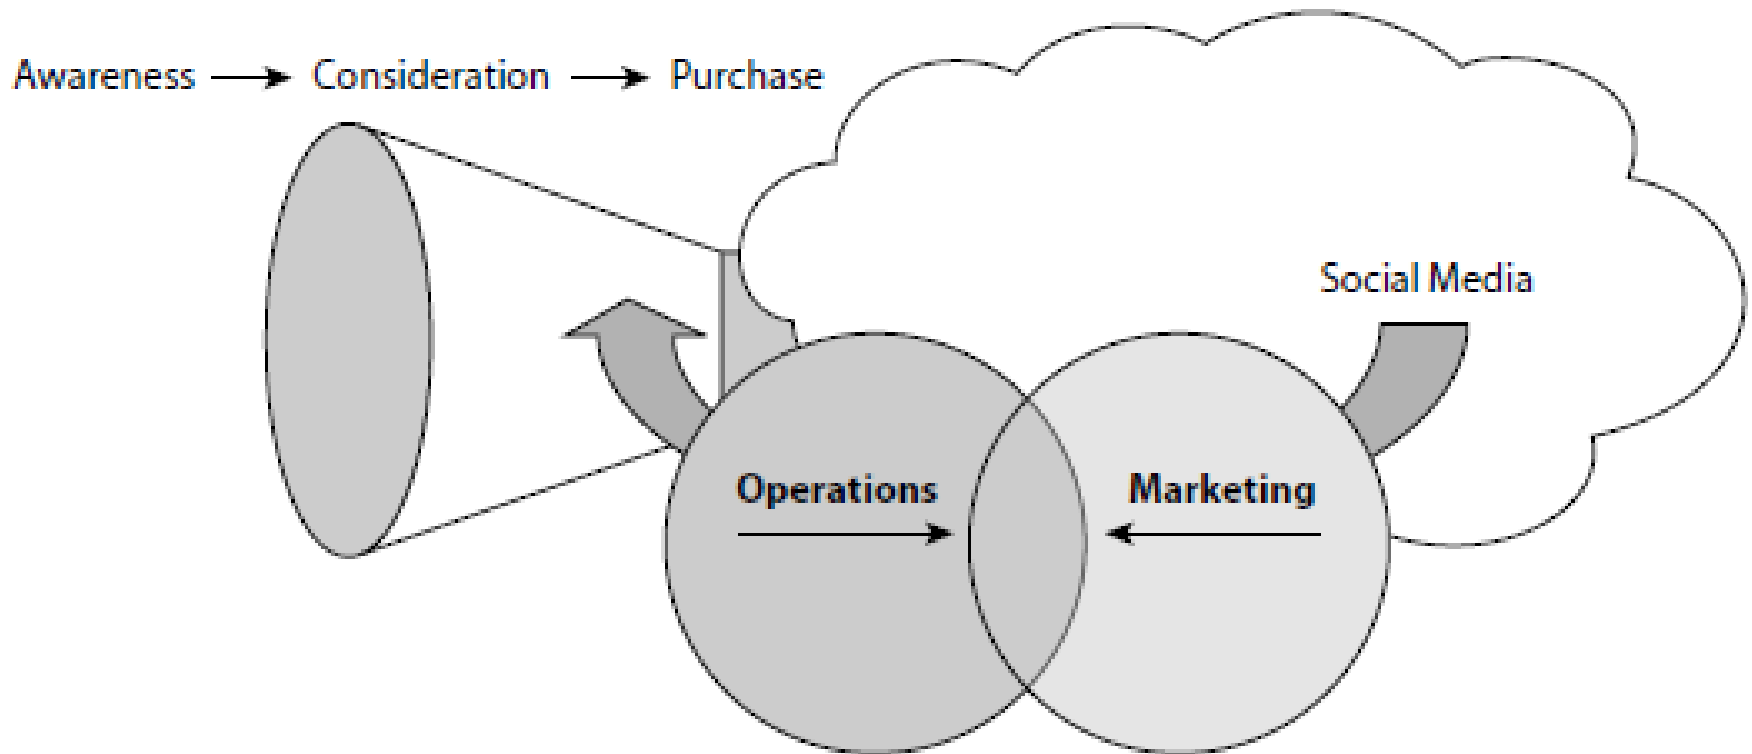 Awareness → Consideration → Purchase
Social Media
Operations
Marketing